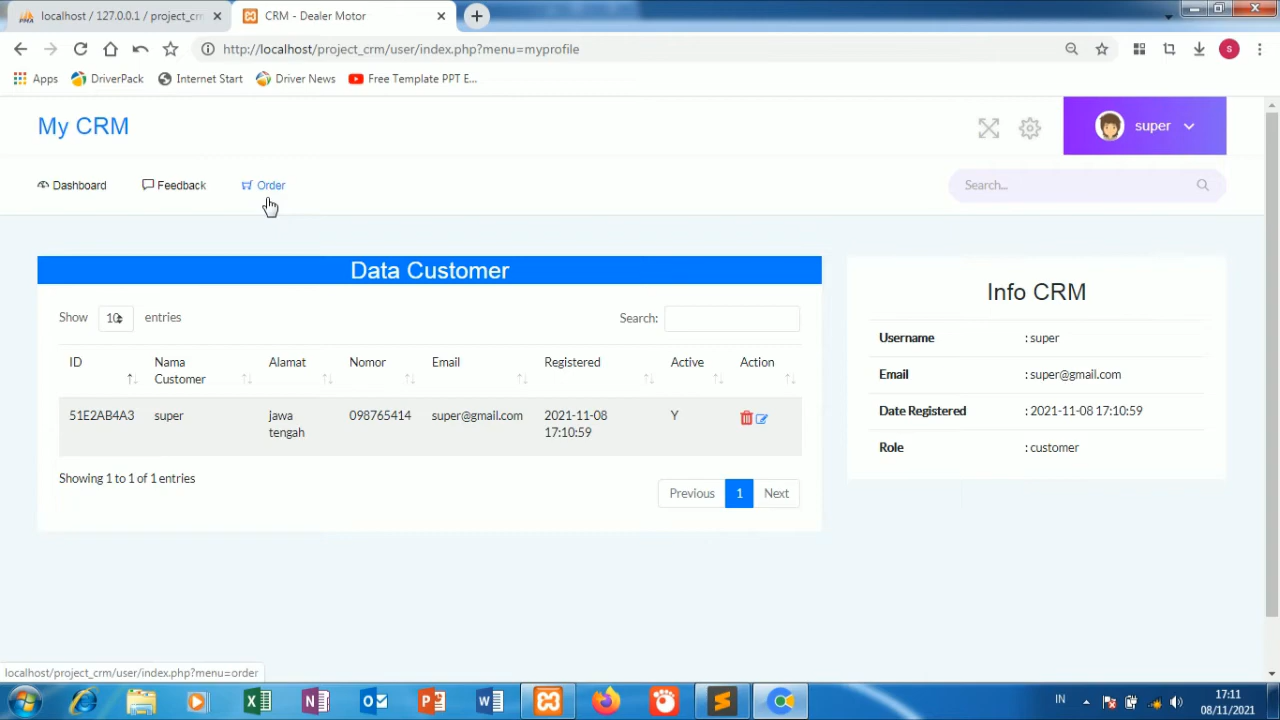 localhost / 127.0.0.1 / project_crm
CRM - Dealer Motor
http://localhost/project_crm/user/index.php?menu=myprofile
S
Apps
DriverPack
Internet Start
Driver News
Free Template PPT E...
My CRM
super
Dashboard
Feedback
Order
Search...
Data Customer
Show 10 entries
Search:
ID
Nama Customer
Alamat
Nomor
Email
Registered
Active
Action
51E2AB4A3
super
jawa tengah
098765414
super@gmail.com
2021-11-08 17:10:59
Y
Showing 1 to 1 of 1 entries
Previous
1
Next
Info CRM
Username : super
Email : super@gmail.com
Date Registered : 2021-11-08 17:10:59
Role : customer
localhost/project_crm/user/index.php?menu=order
IN
17:11
08/11/2021